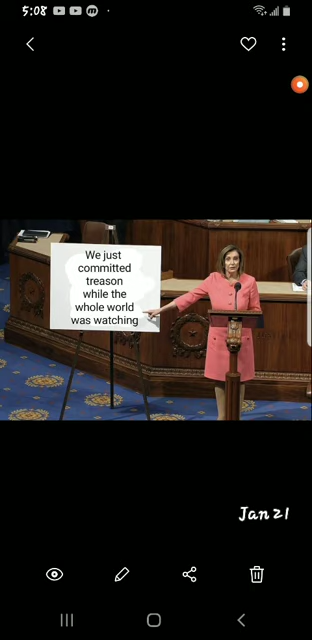 5:08
We just
committed
treason
while the
whole world
was watching
Jan 21